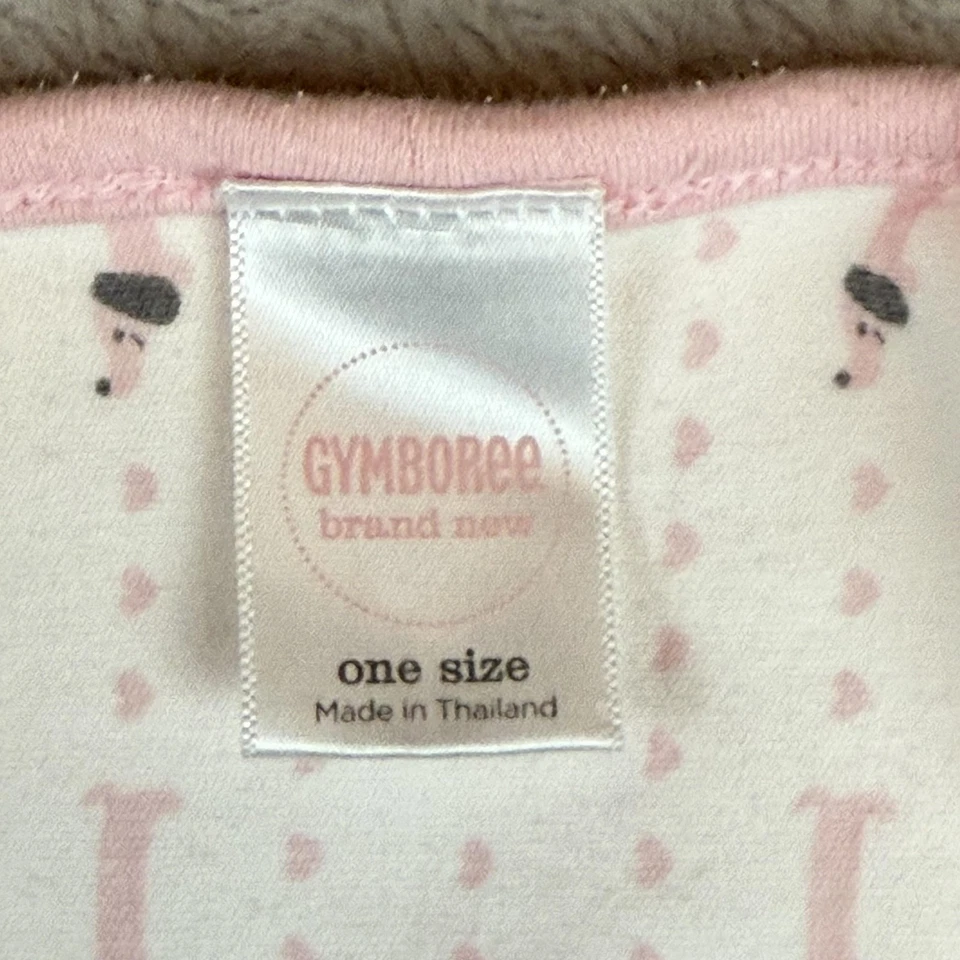 GYMBOREE
brand new
one size
Made in Thailand